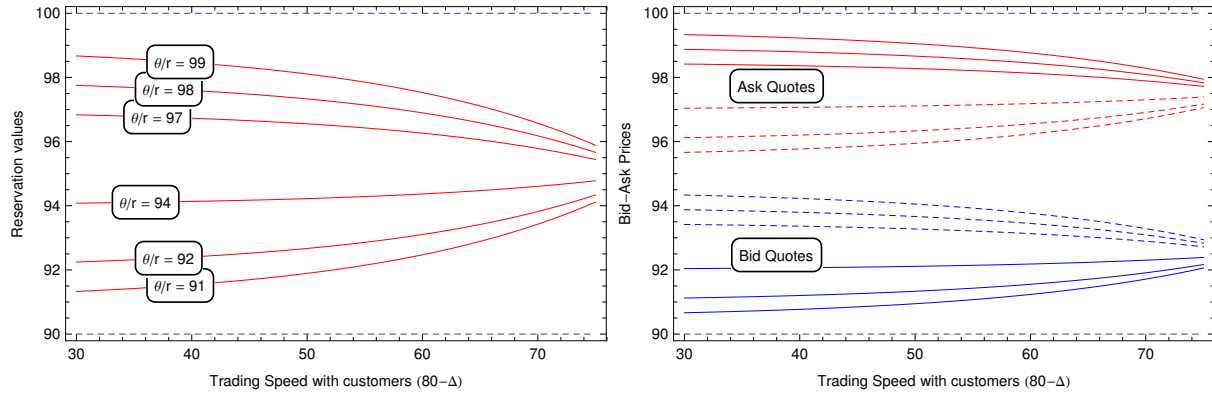 100
98
96
94
92
90
Reservation values
θ/r = 99
θ/r = 98
θ/r = 97
θ/r = 94
θ/r = 92
θ/r = 91
30 40 50 60 70
Trading Speed with customers (80−Δ)
100
98
96
94
92
90
Bid−Ask Prices
Ask Quotes
Bid Quotes
30 40 50 60 70
Trading Speed with customers (80−Δ)